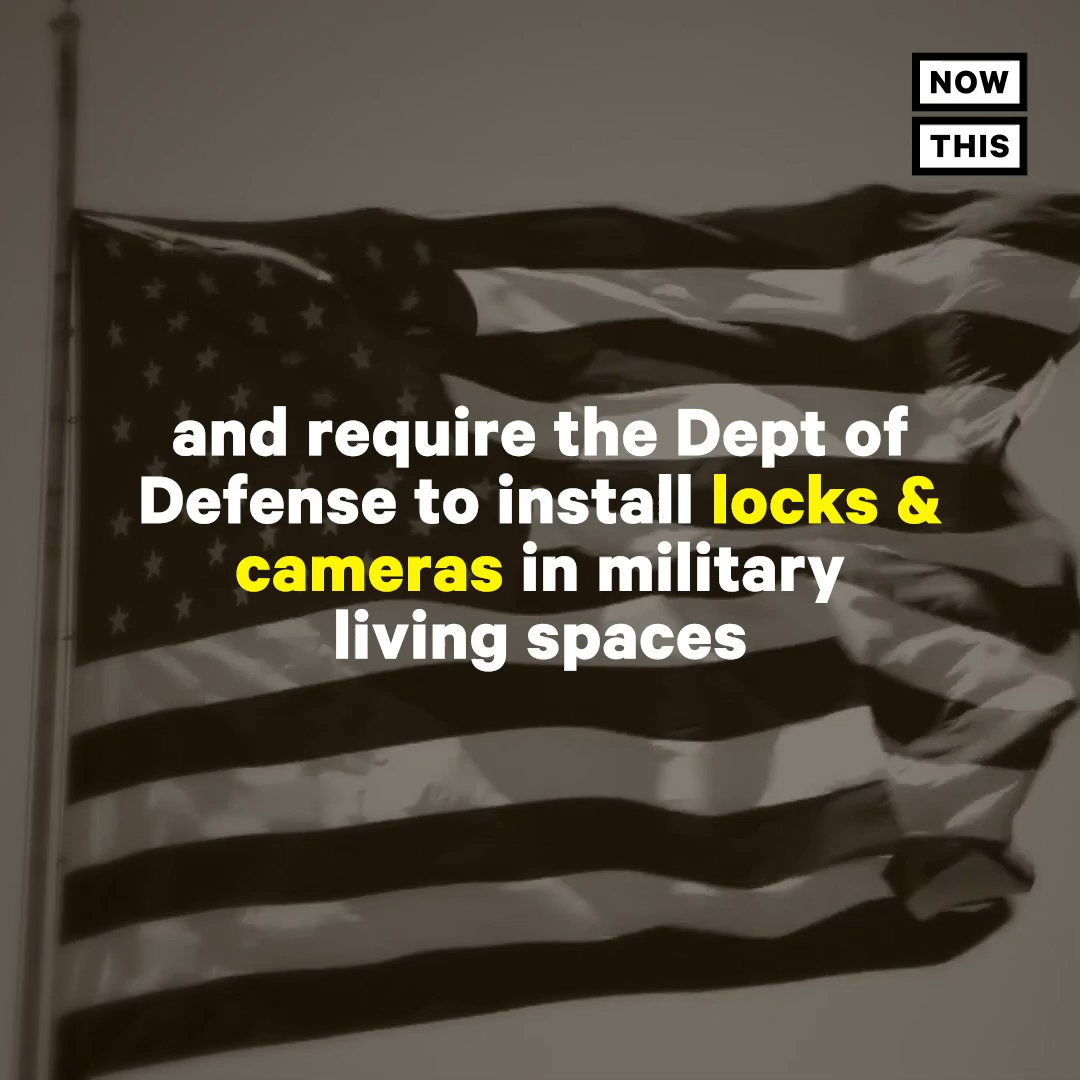 NOW
THIS
and require the Dept of
Defense to install locks &
cameras in military
living spaces